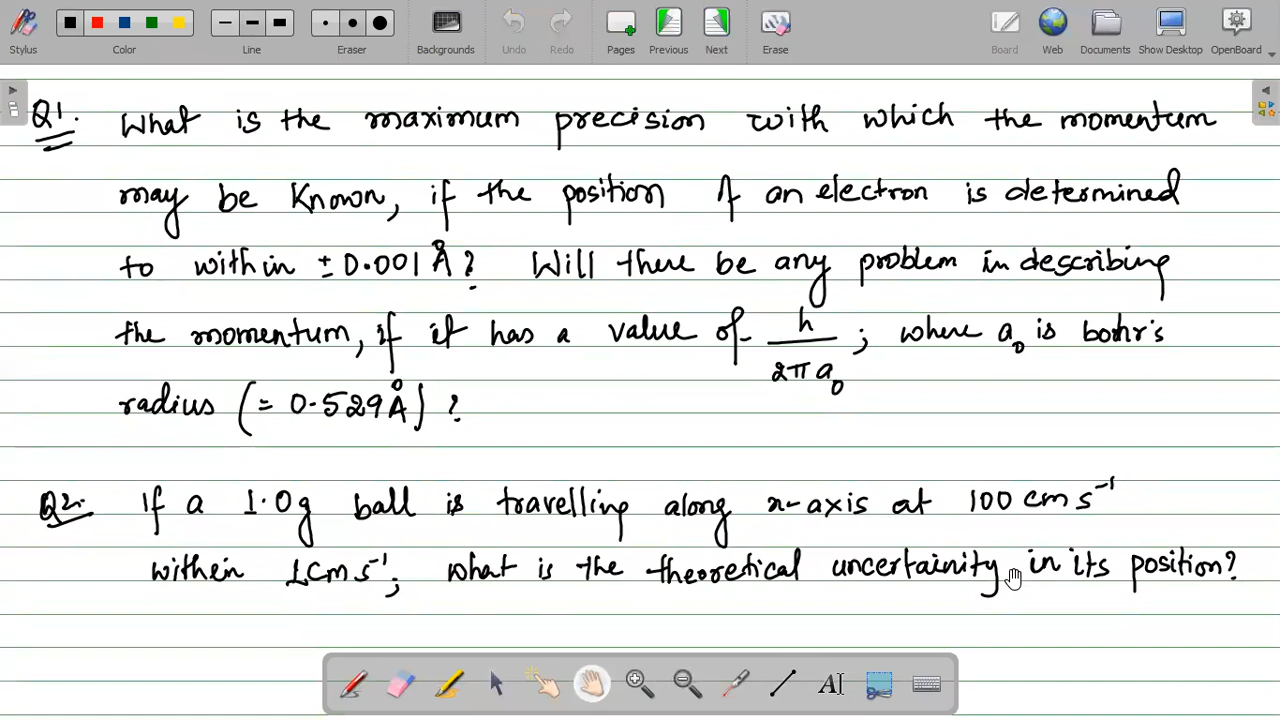 Stylus Color Line Eraser Backgrounds Undo Redo Pages Previous Next Erase Board Web Documents Show Desktop OpenBoard
Q1. What is the maximum precision with which the momentum
may be Known, if the position of an electron is determined
to within ± 0.001 Å? Will there be any problem in describing
the momentum, if it has a value of h/2πa₀ ; where a₀ is bohr's
radius (= 0.529Å) ?
Q2. If a 1.0g ball is travelling along x-axis at 100 cm s⁻¹
within 1cm s⁻¹, what is the theoretical uncertainity in its position?